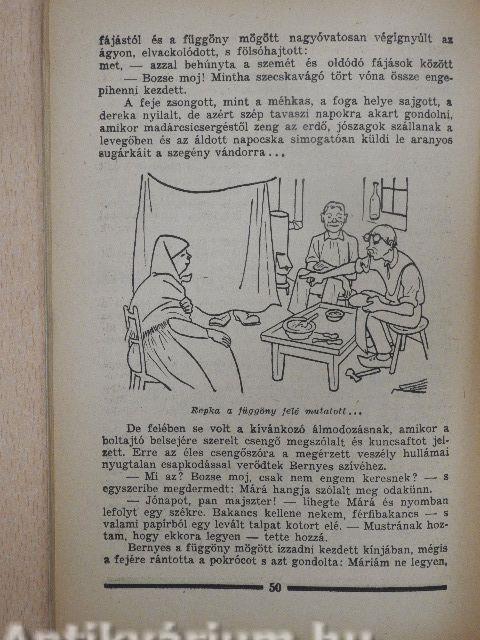 fájástól és a függöny mögött nagyóvatosan végignyúlt az
ágyon, elvackolódott, s fölsóhajtott:
met, — azzal behúnyta a szemét és oldódó fájások között
— Bozse moj! Mintha szecskavágó tört vóna össze enge-
pihenni kezdett.
A feje zsongott, mint a méhkas, a foga helye sajgott, a
dereka nyilalt, de azért szép tavaszi napokra akart gondolni,
amikor madárcsicsergéstől zeng az erdő, jószagok szállanak a
levegőben és az áldott napocska simogatóan küldi le aranyos
sugárkáit a szegény vándorra...
Repka a függöny felé mutatott...
De felében se volt a kívánkozó álmodozásnak, amikor a
boltajtó belsejére szerelt csengő megszólalt és kuncsaftot jel-
zett. Erre az éles csengőszóra a megérzett veszély hullámai
nyugtalan csapkodással verődtek Bernyes szívéhez.
— Mi az? Bozse moj, csak nem engem keresnek? — s
egyszeribe megdermedt: Márá hangja szólalt meg odakünn.
— Jónapot, pan majszter! — lihegte Márá és nyomban
lefolyt egy székre. Bakancs kellene nekem, férfibakancs — s
valami papírból egy levált talpat kotort elé. — Mustrának hoz-
tam, hogy ekkora legyen — tette hozzá.
Bernyes a függöny mögött izzadni kezdett kínjában, mégis
a fejére rántotta a pokrócot s azt gondolta: Máriám ne legyen,
50
Antikvárium.hu